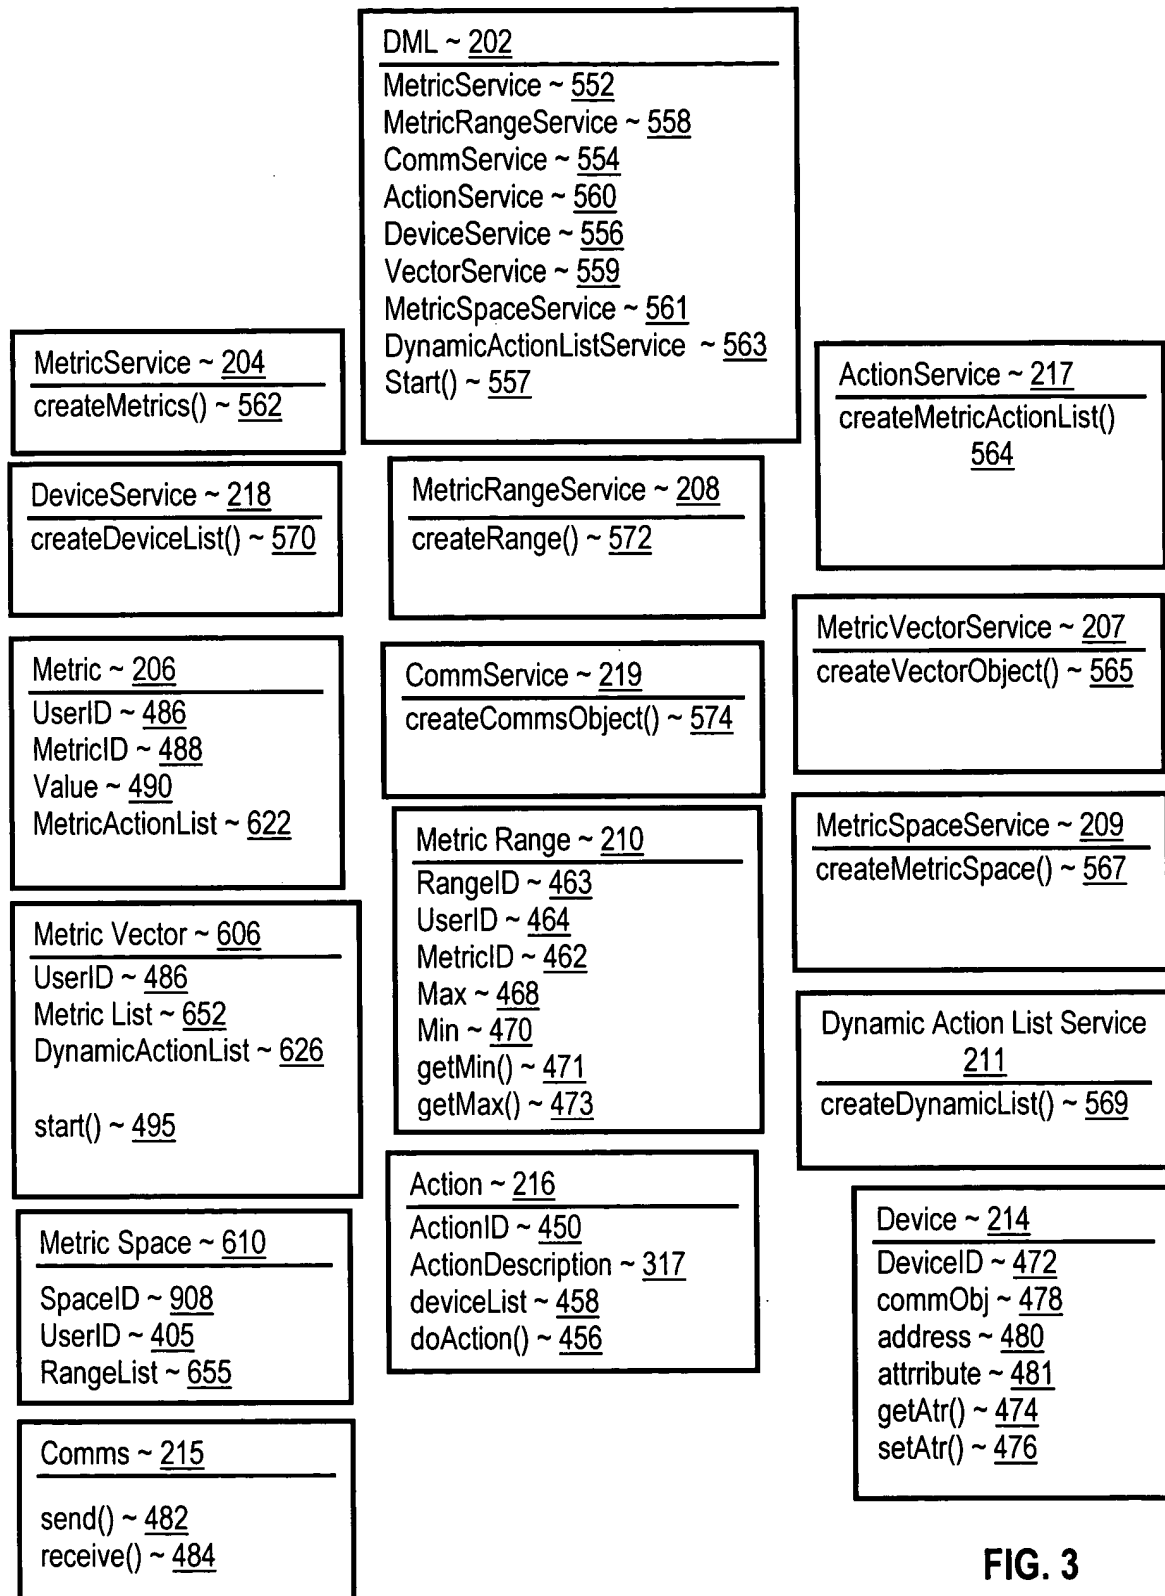 DML ~ 202
MetricService ~ 552
MetricRangeService ~ 558
CommService ~ 554
ActionService ~ 560
DeviceService ~ 556
VectorService ~ 559
MetricSpaceService ~ 561
DynamicActionListService ~ 563
Start() ~ 557
MetricService ~ 204
createMetrics() ~ 562
ActionService ~ 217
createMetricActionList()
564
DeviceService ~ 218
createDeviceList() ~ 570
MetricRangeService ~ 208
createRange() ~ 572
MetricVectorService ~ 207
createVectorObject() ~ 565
Metric ~ 206
UserID ~ 486
MetricID ~ 488
Value ~ 490
MetricActionList ~ 622
CommService ~ 219
createCommsObject() ~ 574
MetricSpaceService ~ 209
createMetricSpace() ~ 567
Metric Range ~ 210
RangeID ~ 463
UserID ~ 464
MetricID ~ 462
Max ~ 468
Min ~ 470
getMin() ~ 471
getMax() ~ 473
Metric Vector ~ 606
UserID ~ 486
Metric List ~ 652
DynamicActionList ~ 626
start() ~ 495
Dynamic Action List Service
211
createDynamicList() ~ 569
Action ~ 216
ActionID ~ 450
ActionDescription ~ 317
deviceList ~ 458
doAction() ~ 456
Device ~ 214
DeviceID ~ 472
commObj ~ 478
address ~ 480
attrribute ~ 481
getAtr() ~ 474
setAtr() ~ 476
Metric Space ~ 610
SpaceID ~ 908
UserID ~ 405
RangeList ~ 655
Comms ~ 215
send() ~ 482
receive() ~ 484
FIG. 3